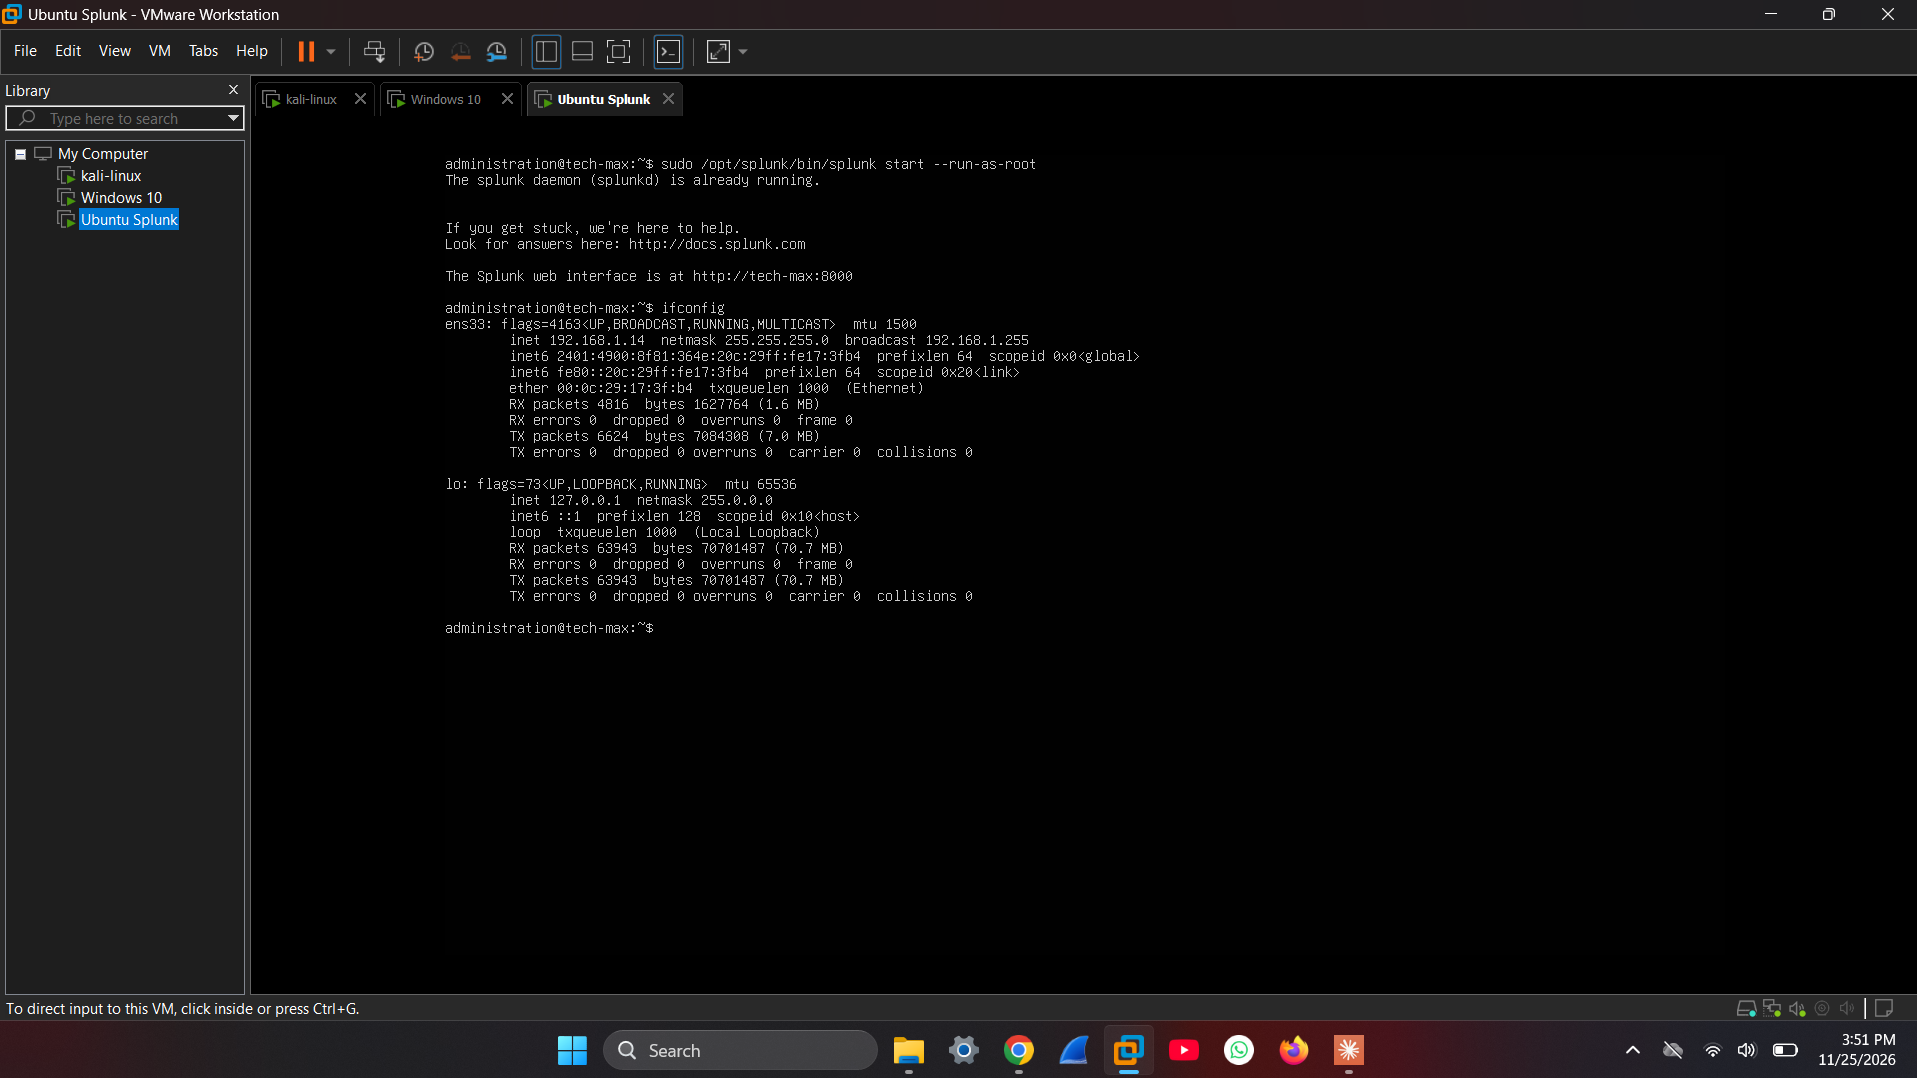 Ubuntu Splunk - VMware Workstation
File Edit View VM Tabs Help
Library
Type here to search
My Computer
kali-linux
Windows 10
Ubuntu Splunk
kali-linux Windows 10 Ubuntu Splunk
administration@tech-max:~$ sudo /opt/splunk/bin/splunk start --run-as-root
The splunk daemon (splunkd) is already running.
If you get stuck, we're here to help.
Look for answers here: http://docs.splunk.com
The Splunk web interface is at http://tech-max:8000
administration@tech-max:~$ ifconfig
ens33: flags=4163<UP,BROADCAST,RUNNING,MULTICAST>  mtu 1500
inet 192.168.1.14  netmask 255.255.255.0  broadcast 192.168.1.255
inet6 2401:4900:8f81:364e:20c:29ff:fe17:3fb4  prefixlen 64  scopeid 0x0<global>
inet6 fe80::20c:29ff:fe17:3fb4  prefixlen 64  scopeid 0x20<link>
ether 00:0c:29:17:3f:b4  txqueuelen 1000  (Ethernet)
RX packets 4816  bytes 1627764 (1.6 MB)
RX errors 0  dropped 0  overruns 0  frame 0
TX packets 6624  bytes 7084308 (7.0 MB)
TX errors 0  dropped 0 overruns 0  carrier 0  collisions 0
lo: flags=73<UP,LOOPBACK,RUNNING>  mtu 65536
inet 127.0.0.1  netmask 255.0.0.0
inet6 ::1  prefixlen 128  scopeid 0x10<host>
loop  txqueuelen 1000  (Local Loopback)
RX packets 63943  bytes 70701487 (70.7 MB)
RX errors 0  dropped 0  overruns 0  frame 0
TX packets 63943  bytes 70701487 (70.7 MB)
TX errors 0  dropped 0 overruns 0  carrier 0  collisions 0
administration@tech-max:~$
To direct input to this VM, click inside or press Ctrl+G.
Search
3:51 PM
11/25/2026